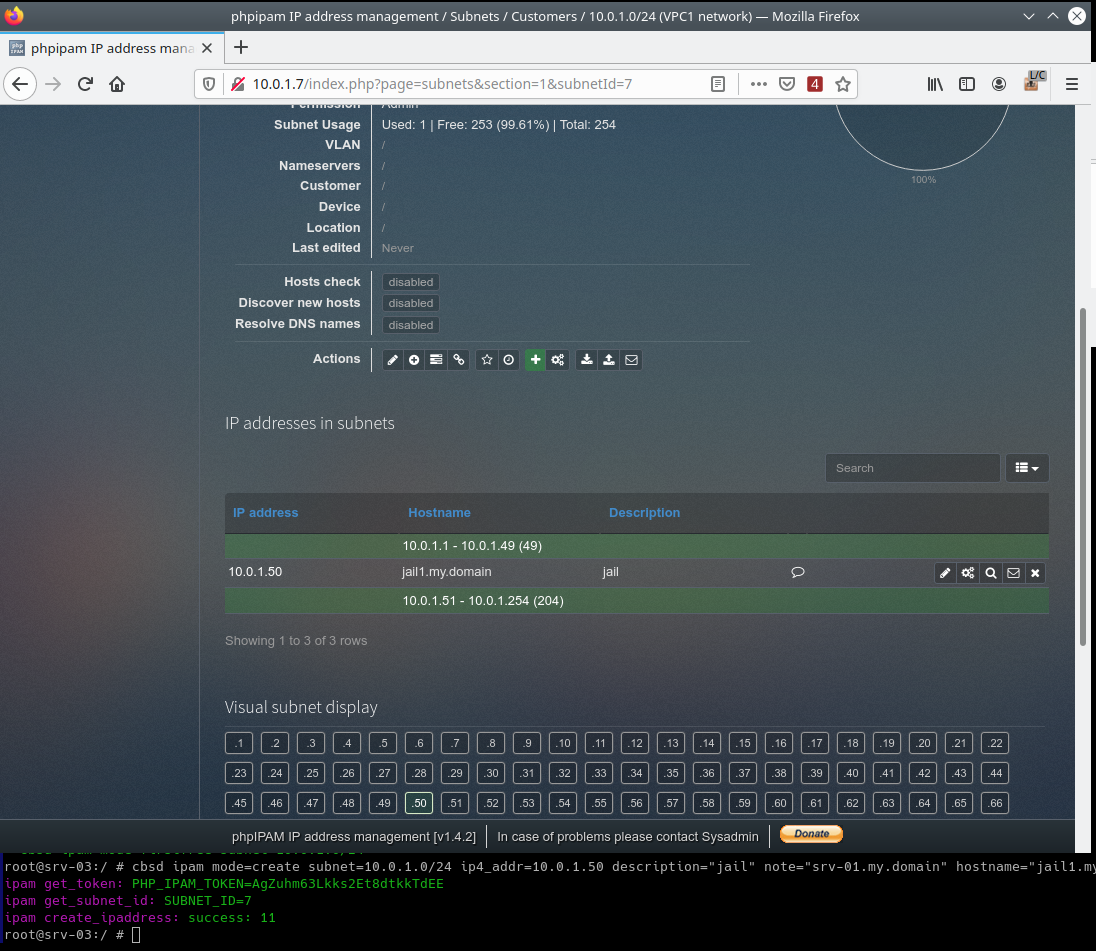 phpipam IP address management / Subnets / Customers / 10.0.1.0/24 (VPC1 network) — Mozilla Firefox
phpipam IP address mana
10.0.1.7/index.php?page=subnets&section=1&subnetId=7
4
L/C
Permission Admin
Subnet Usage Used: 1 | Free: 253 (99.61%) | Total: 254
VLAN /
Nameservers /
Customer /
Device /
Location /
Last edited Never
100%
Hosts check disabled
Discover new hosts disabled
Resolve DNS names disabled
Actions
IP addresses in subnets
Search
IP address Hostname Description
10.0.1.1 - 10.0.1.49 (49)
10.0.1.50 jail1.my.domain jail
10.0.1.51 - 10.0.1.254 (204)
Showing 1 to 3 of 3 rows
Visual subnet display
.1 .2 .3 .4 .5 .6 .7 .8 .9 .10 .11 .12 .13 .14 .15 .16 .17 .18 .19 .20 .21 .22
.23 .24 .25 .26 .27 .28 .29 .30 .31 .32 .33 .34 .35 .36 .37 .38 .39 .40 .41 .42 .43 .44
.45 .46 .47 .48 .49 .50 .51 .52 .53 .54 .55 .56 .57 .58 .59 .60 .61 .62 .63 .64 .65 .66
phpIPAM IP address management [v1.4.2] In case of problems please contact Sysadmin Donate
root@srv-03:/ # cbsd ipam mode=create subnet=10.0.1.0/24 ip4_addr=10.0.1.50 description="jail" note="srv-01.my.domain" hostname="jail1.my
ipam get_token: PHP_IPAM_TOKEN=AgZuhm63Lkks2Et8dtkkTdEE
ipam get_subnet_id: SUBNET_ID=7
ipam create_ipaddress: success: 11
root@srv-03:/ #